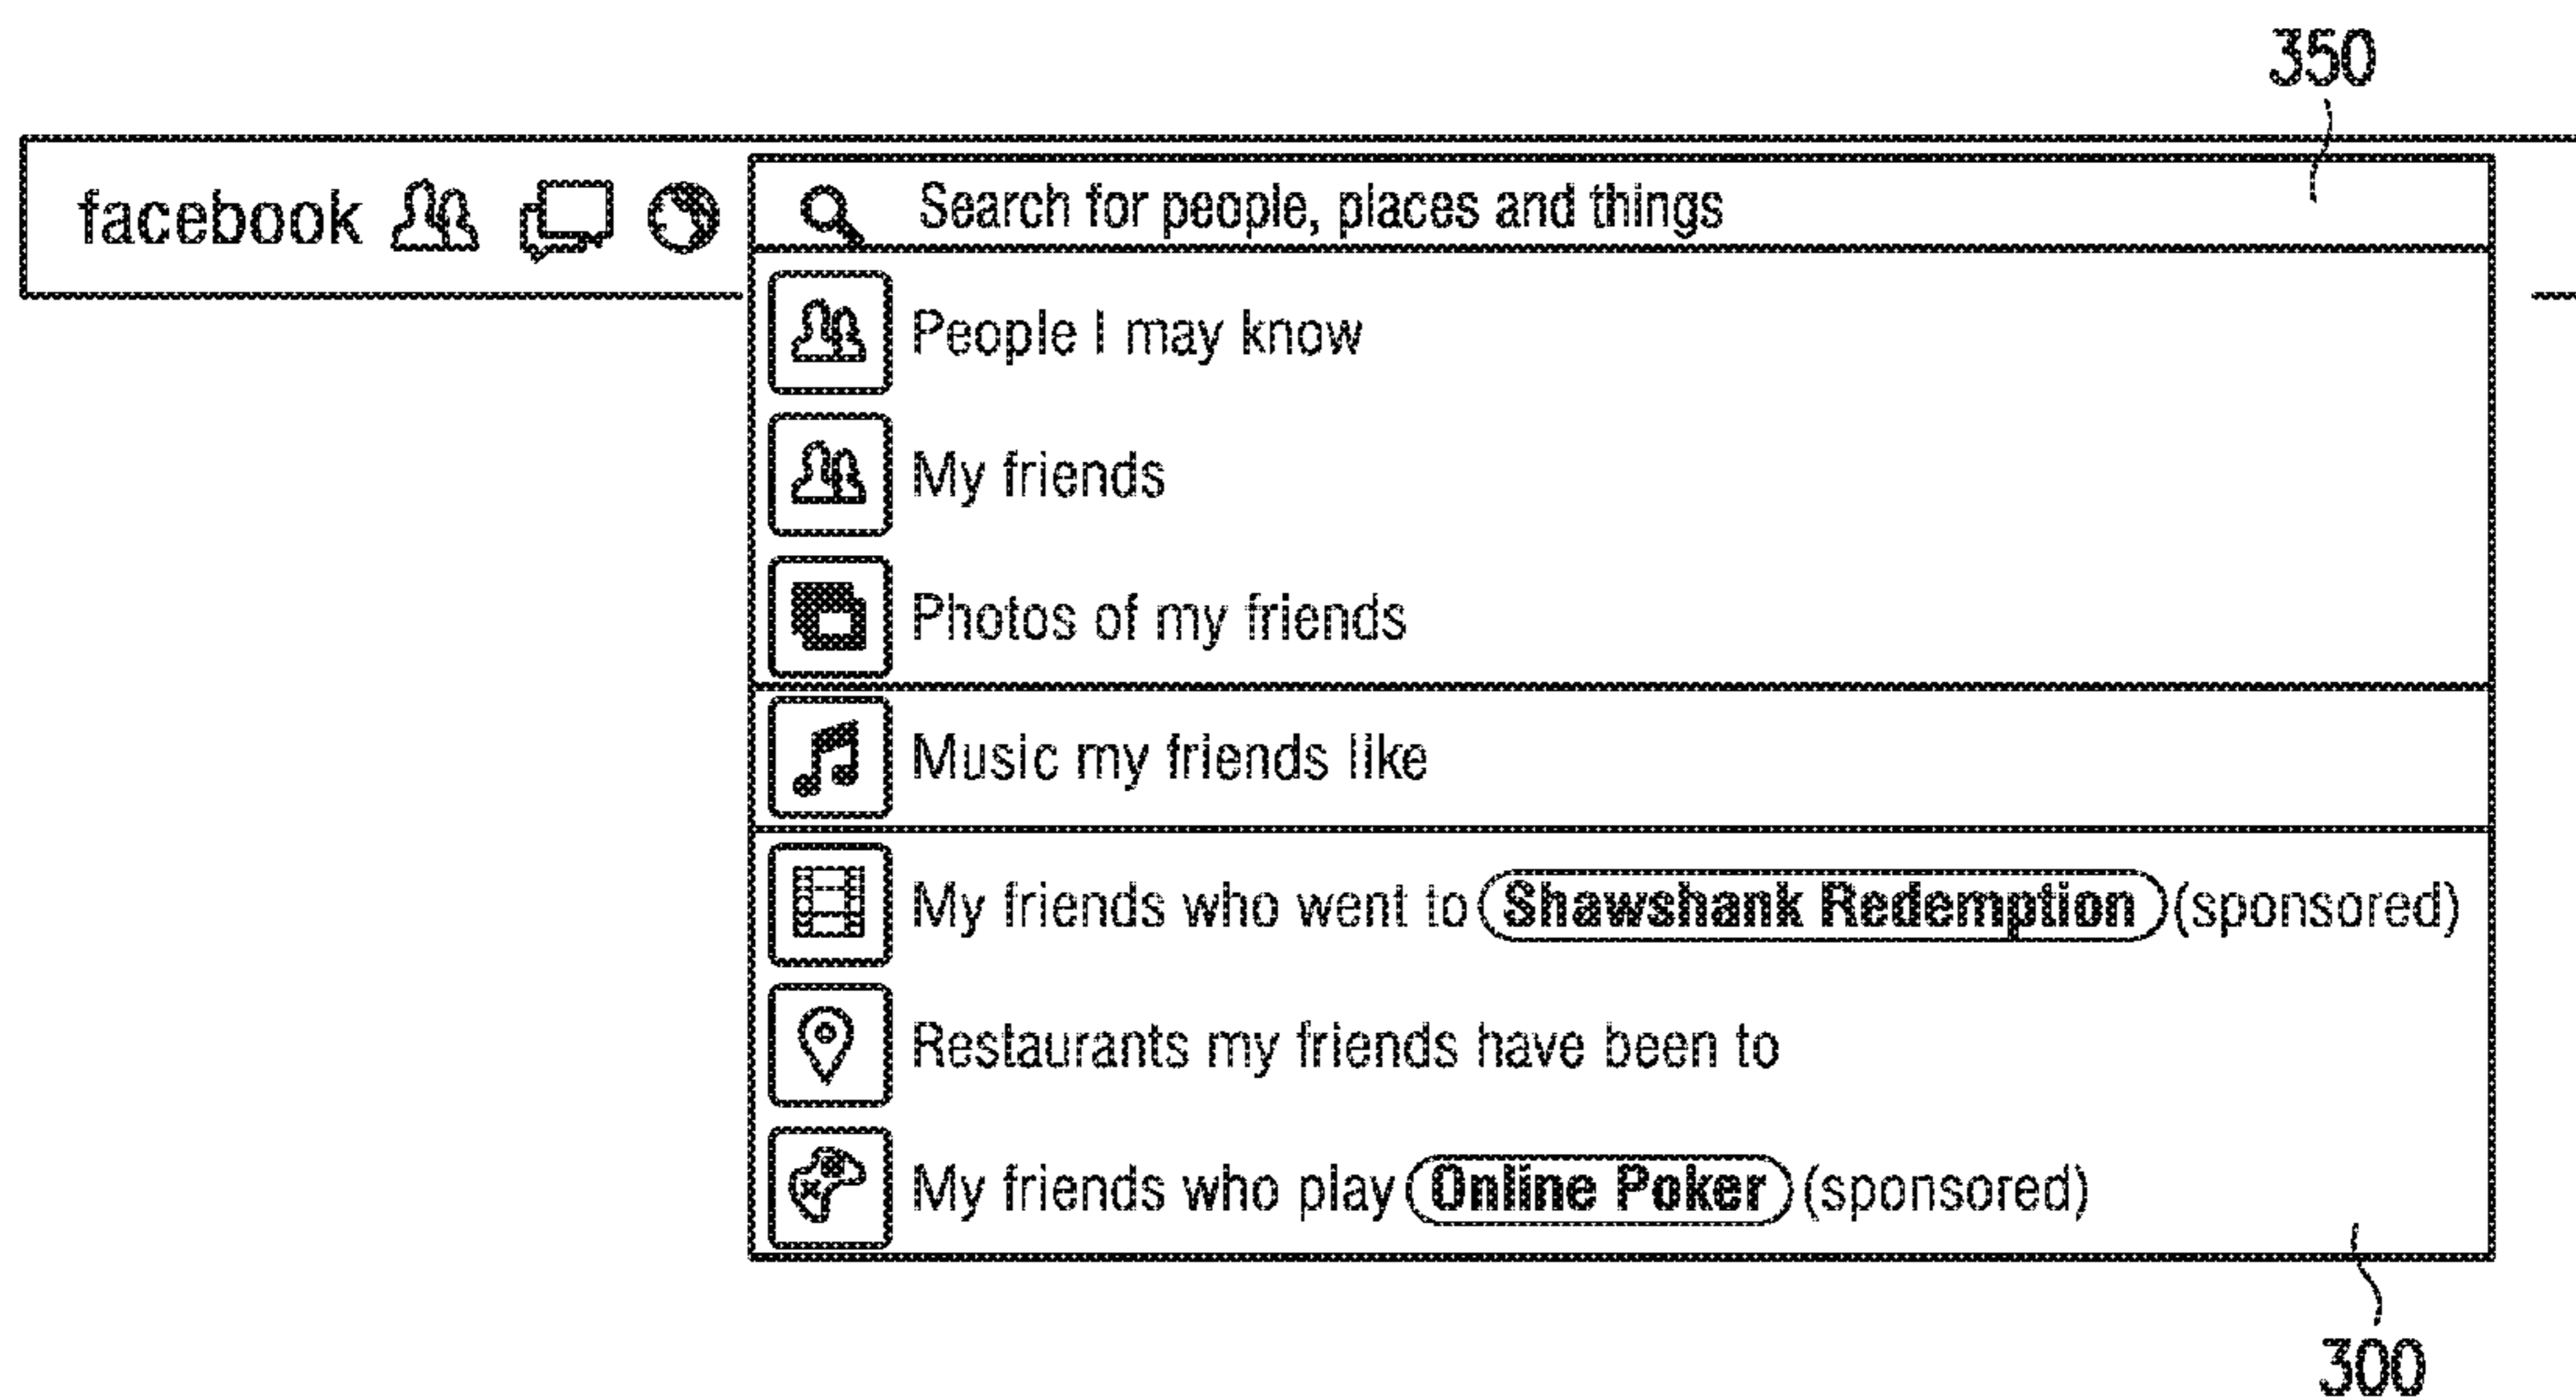 350
facebook Search for people, places and things
People I may know
My friends
Photos of my friends
Music my friends like
My friends who went to Shawshank Redemption (sponsored)
Restaurants my friends have been to
My friends who play Online Poker (sponsored)
300